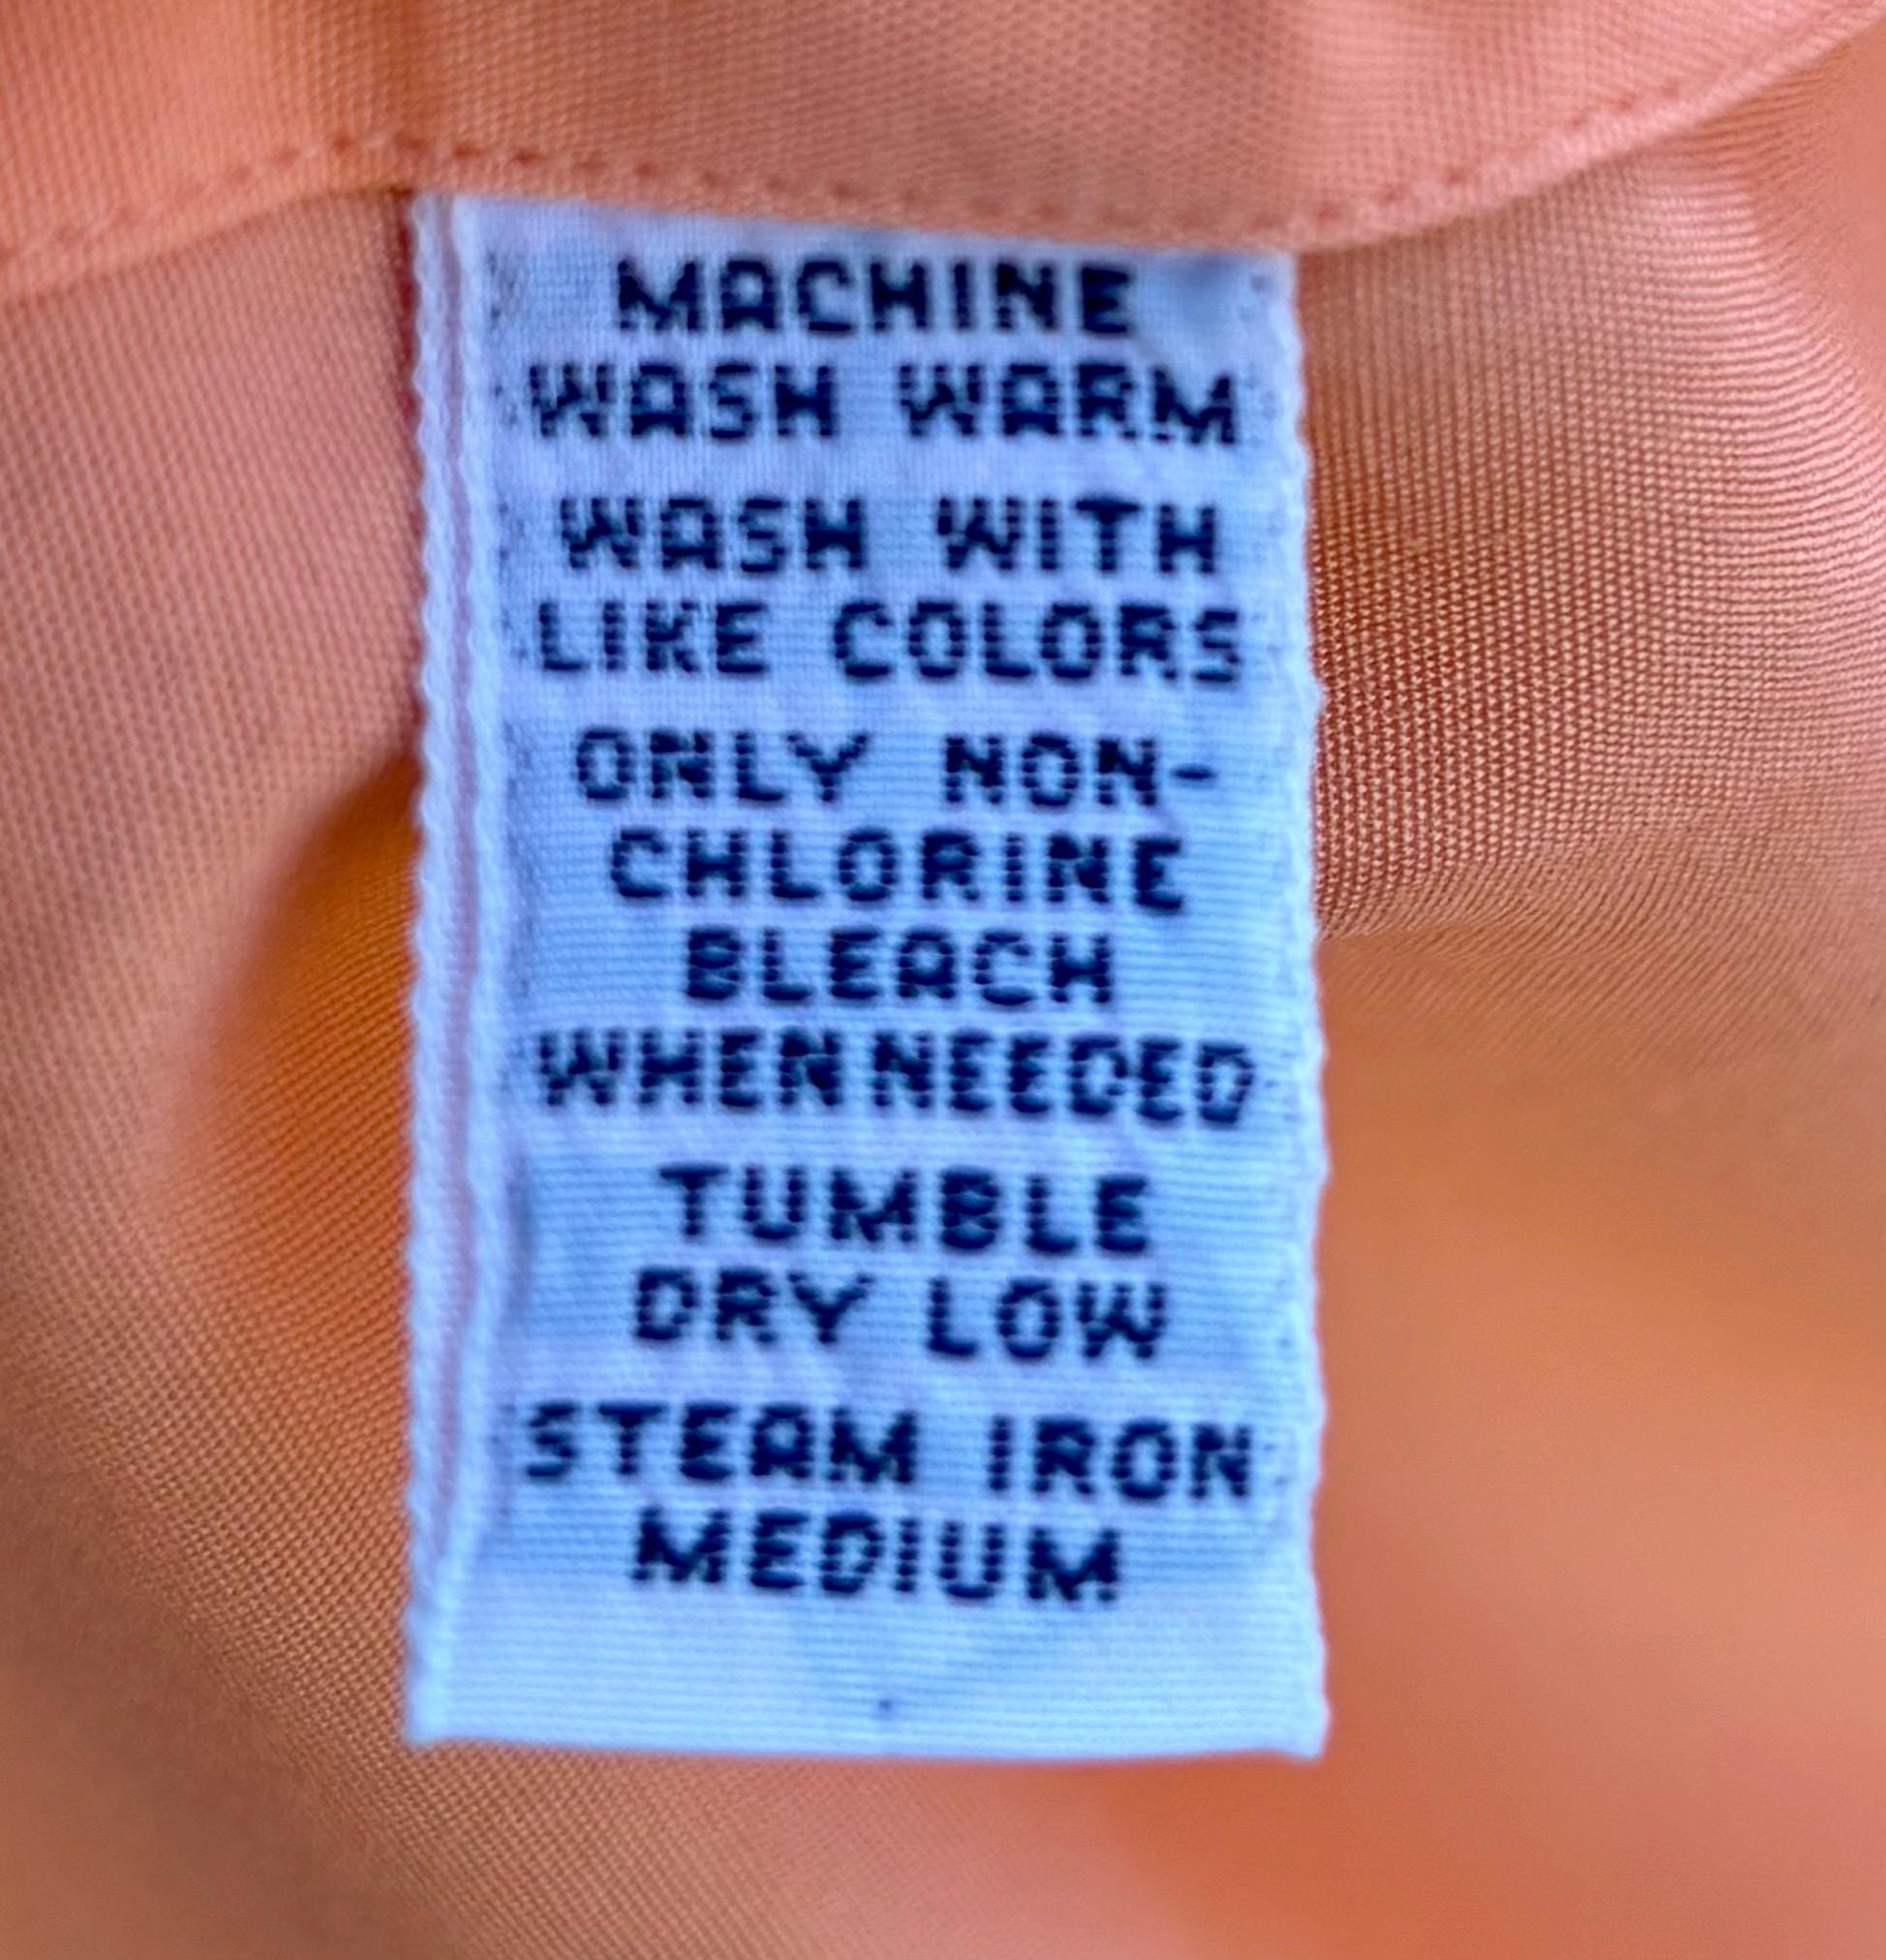 MACHINE
WASH WARM
WASH WITH
LIKE COLORS
ONLY NON-
CHLORINE
BLEACH
WHEN NEEDED
TUMBLE
DRY LOW
STEAM IRON
MEDIUM